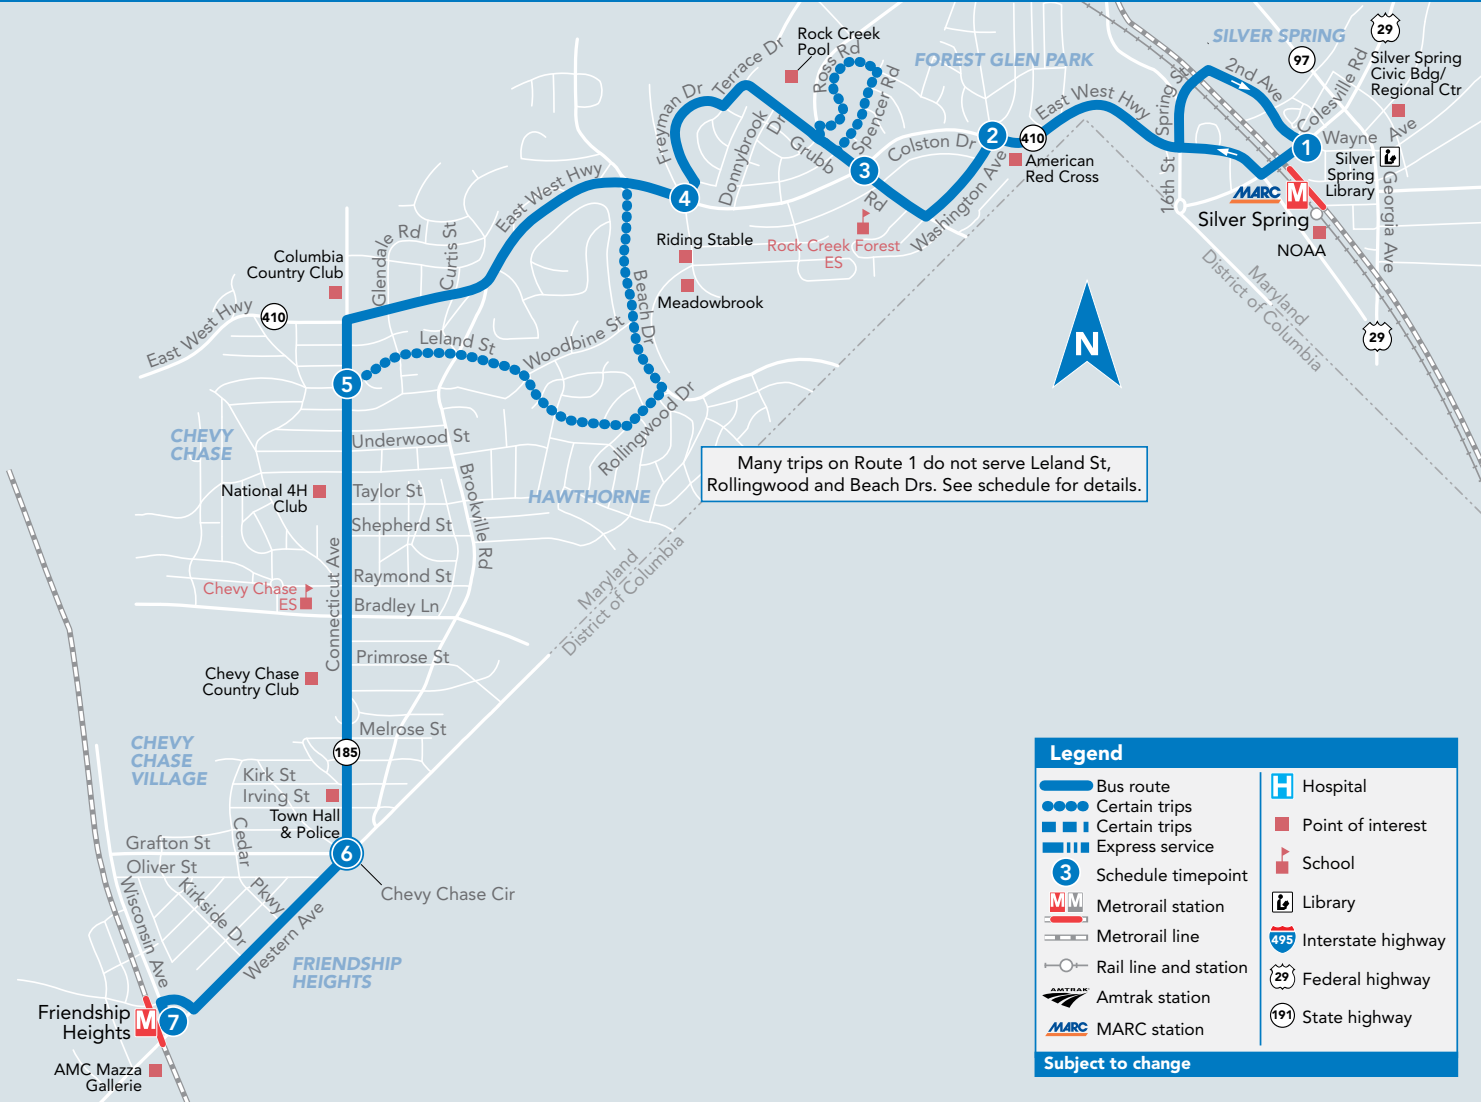 Rock Creek
Pool
Terrace Dr
Ross Rd
Spencer Rd
FOREST GLEN PARK
SILVER SPRING
29
97
Silver Spring
Civic Bdg/
Regional Ctr
2nd Ave
Colesville Rd
Spring St
East West Hwy
Freyman Dr
Donnybrook
Dr
Grubb
Rd
Colston Dr
2
410
American
Red Cross
1
Wayne
Ave
Silver
Spring
Library
16th St
MARC
M
Silver Spring
NOAA
Georgia Ave
3
4
East West Hwy
Washington Ave
Rock Creek Forest
ES
Riding Stable
Meadowbrook
Beach Dr
Columbia
Country Club
Glendale Rd
Curtis St
East West Hwy
410
Maryland
District of Columbia
29
N
Leland St
Woodbine St
5
Rollingwood Dr
CHEVY
CHASE
Underwood St
Many trips on Route 1 do not serve Leland St,
Rollingwood and Beach Drs. See schedule for details.
National 4H
Club
Taylor St
HAWTHORNE
Shepherd St
Brookville Rd
Connecticut Ave
Raymond St
Chevy Chase
ES
Bradley Ln
Maryland
District of Columbia
Primrose St
Chevy Chase
Country Club
Melrose St
CHEVY
CHASE
VILLAGE
185
Kirk St
Irving St
Town Hall
& Police
Cedar
Pkwy
Grafton St
Oliver St
6
Chevy Chase Cir
Wisconsin Ave
Kirkside Dr
Western Ave
FRIENDSHIP
HEIGHTS
Friendship
Heights
M
7
AMC Mazza
Gallerie
Legend
Bus route
Certain trips
Certain trips
Express service
3
Schedule timepoint
MM
Metrorail station
Metrorail line
Rail line and station
AMTRAK
Amtrak station
MARC
MARC station
H
Hospital
Point of interest
School
Library
495
Interstate highway
29
Federal highway
191
State highway
Subject to change